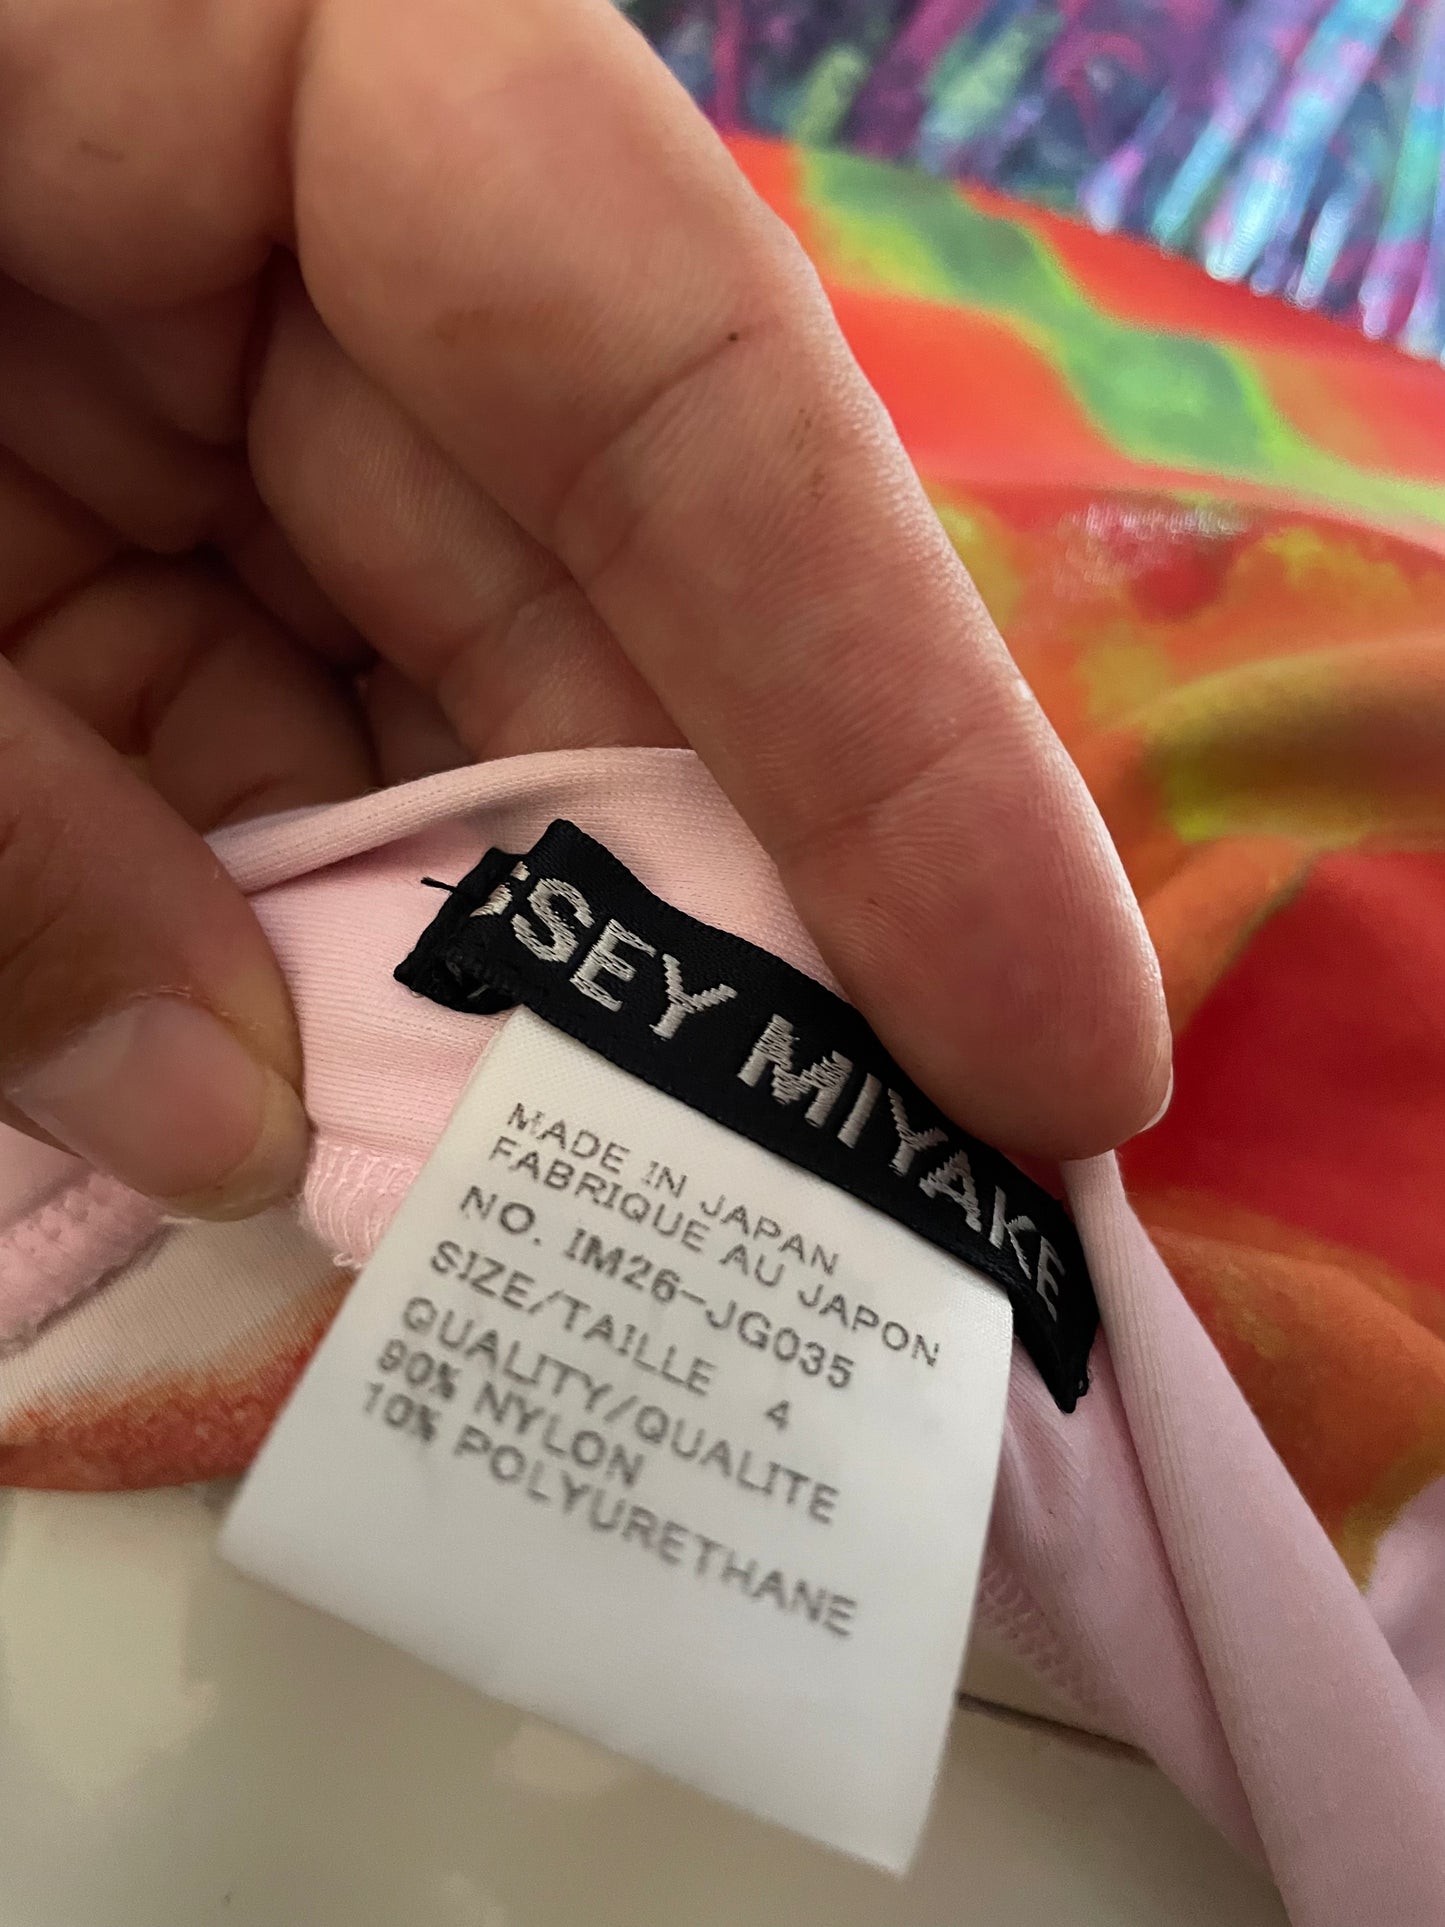 ISSEY MIYAKE
MADE IN JAPAN
FABRIQUE AU JAPON
NO. IM26-JG035
SIZE/TAILLE 4
QUALITY/QUALITE
90% NYLON
10% POLYURETHANE